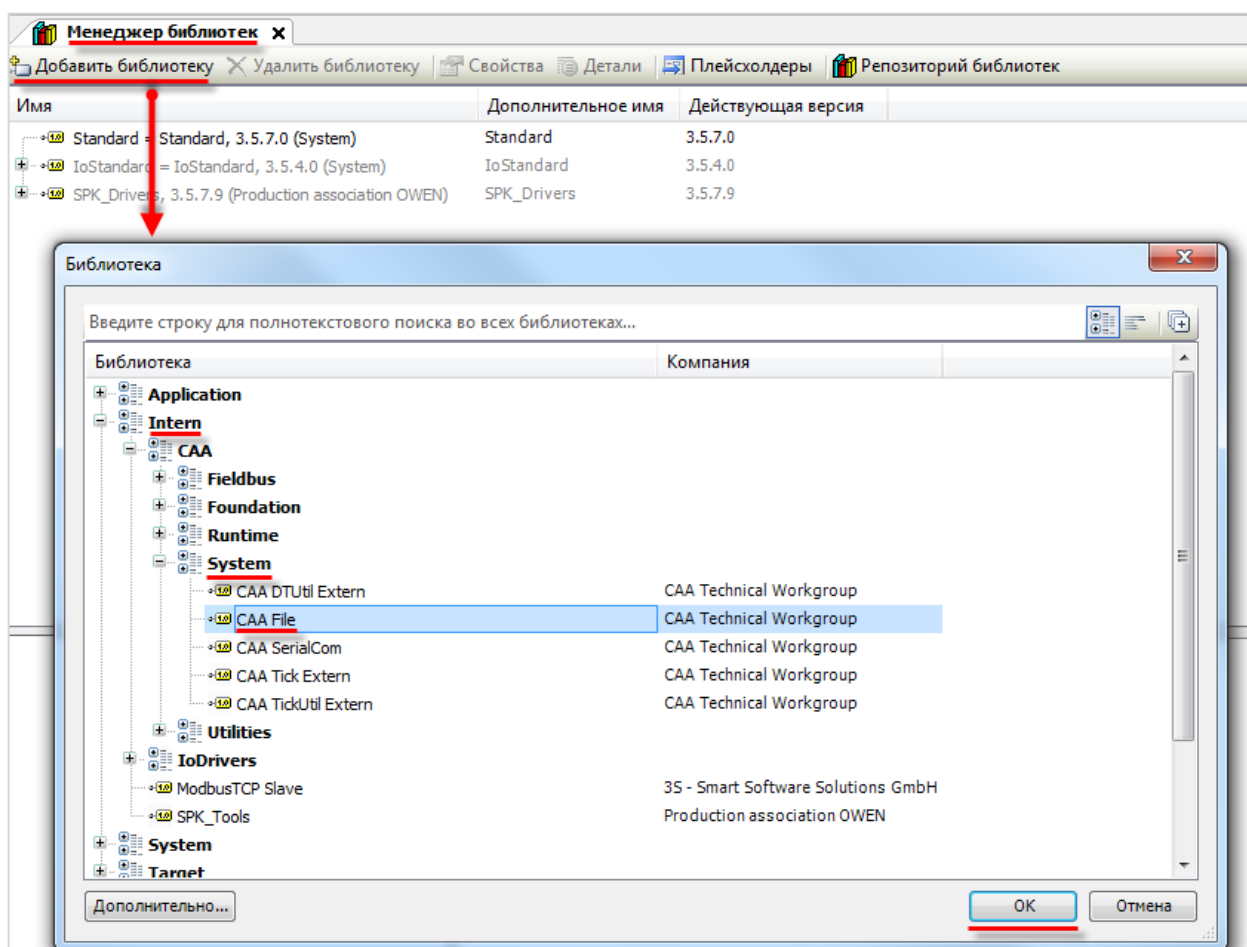 Менеджер библиотек x
Добавить библиотеку Удалить библиотеку Свойства Детали Плейсхолдеры Репозиторий библиотек
Имя Дополнительное имя Действующая версия
Standard = Standard, 3.5.7.0 (System) Standard 3.5.7.0
IoStandard = IoStandard, 3.5.4.0 (System) IoStandard 3.5.4.0
SPK_Drivers, 3.5.7.9 (Production association OWEN) SPK_Drivers 3.5.7.9
Библиотека
Введите строку для полнотекстового поиска во всех библиотеках...
Библиотека Компания
Application
Intern
CAA
Fieldbus
Foundation
Runtime
System
CAA DTUtil Extern CAA Technical Workgroup
CAA File CAA Technical Workgroup
CAA SerialCom CAA Technical Workgroup
CAA Tick Extern CAA Technical Workgroup
CAA TickUtil Extern CAA Technical Workgroup
Utilities
IoDrivers
ModbusTCP Slave 3S - Smart Software Solutions GmbH
SPK_Tools Production association OWEN
System
Target
Дополнительно... OK Отмена